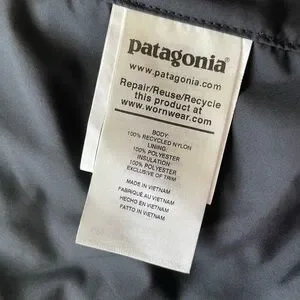 patagonia®
www.patagonia.com
Repair/Reuse/Recycle
this product at
www.wornwear.com
BODY:
100% RECYCLED NYLON
LINING:
100% POLYESTER
INSULATION:
100% POLYESTER
EXCLUSIVE OF TRIM
MADE IN VIETNAM
FABRIQUÉ AU VIETNAM
HECHO EN VIETNAM
FATTO IN VIETNAM